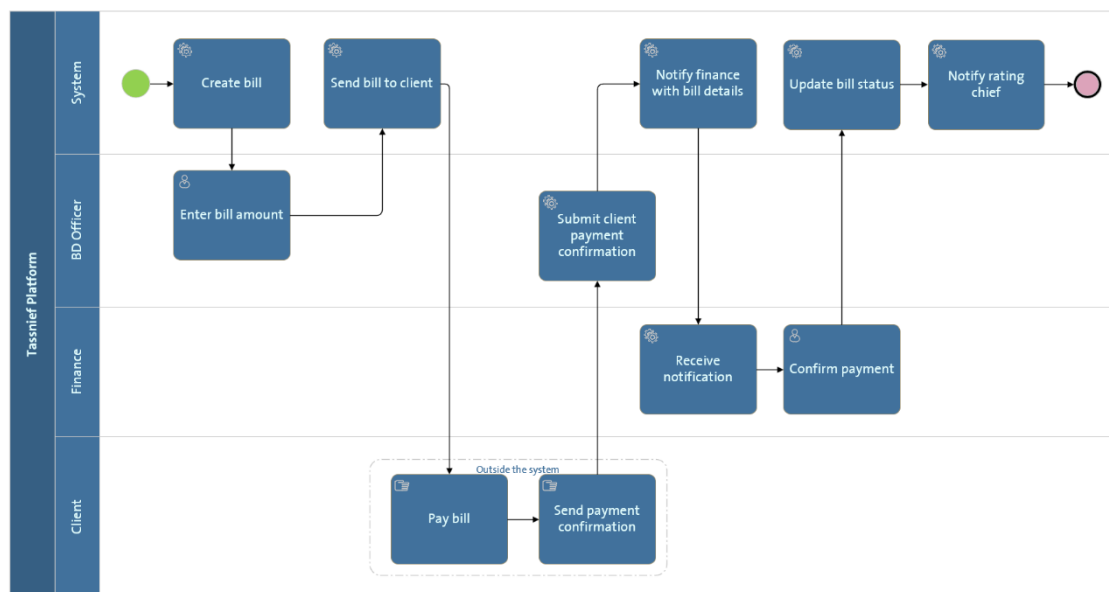 Tassnief Platform
System
Create bill
Send bill to client
Notify finance
with bill details
Update bill status
Notify rating
chief
BD Officer
Enter bill amount
Submit client
payment
confirmation
Finance
Receive
notification
Confirm payment
Client
Outside the system
Pay bill
Send payment
confirmation